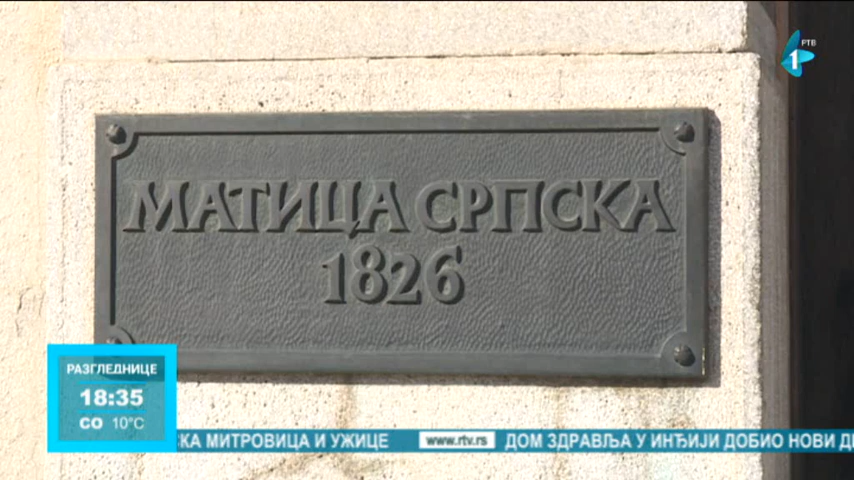 РТВ
1
МАТИЦА СРПСКА
1826
РАЗГЛЕДНИЦЕ
18:35
СО 10°C
СКА МИТРОВИЦА И УЖИЦЕ www.rtv.rs ДОМ ЗДРАВЉА У ИНЂИЈИ ДОБИО НОВИ